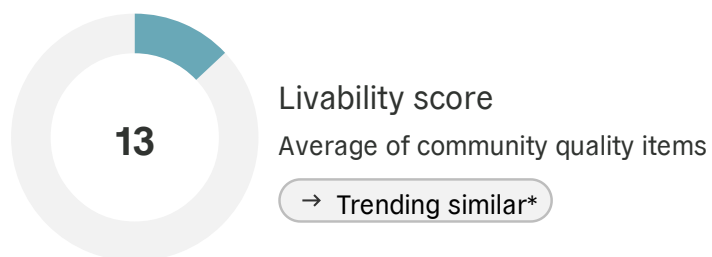 13
Livability score
Average of community quality items
→ Trending similar*